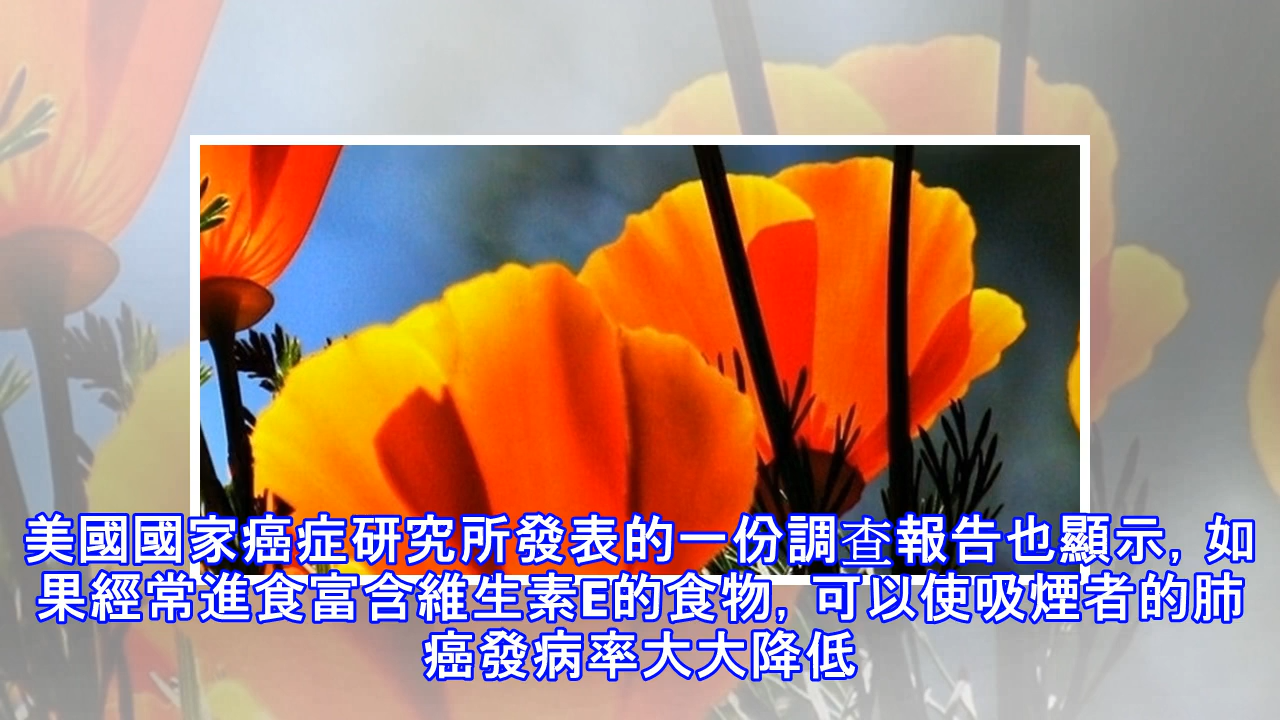 美國國家癌症研究所發表的一份調查報告也顯示, 如
果經常進食富含維生素E的食物, 可以使吸煙者的肺
癌發病率大大降低